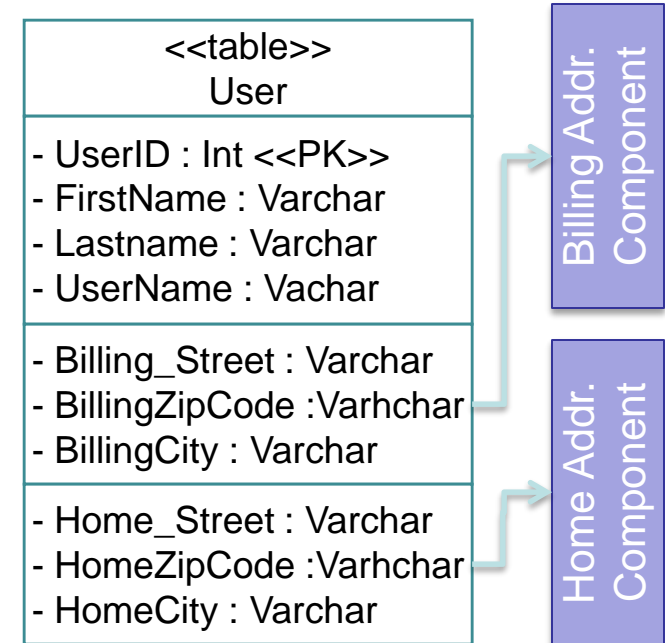 <<table>>
User
- UserID : Int <<PK>>
- FirstName : Varchar
- Lastname : Varchar
- UserName : Vachar
- Billing_Street : Varchar
- BillingZipCode :Varhchar
- BillingCity : Varchar
- Home_Street : Varchar
- HomeZipCode :Varhchar
- HomeCity : Varchar
Billing Addr.
Component
Home Addr.
Component